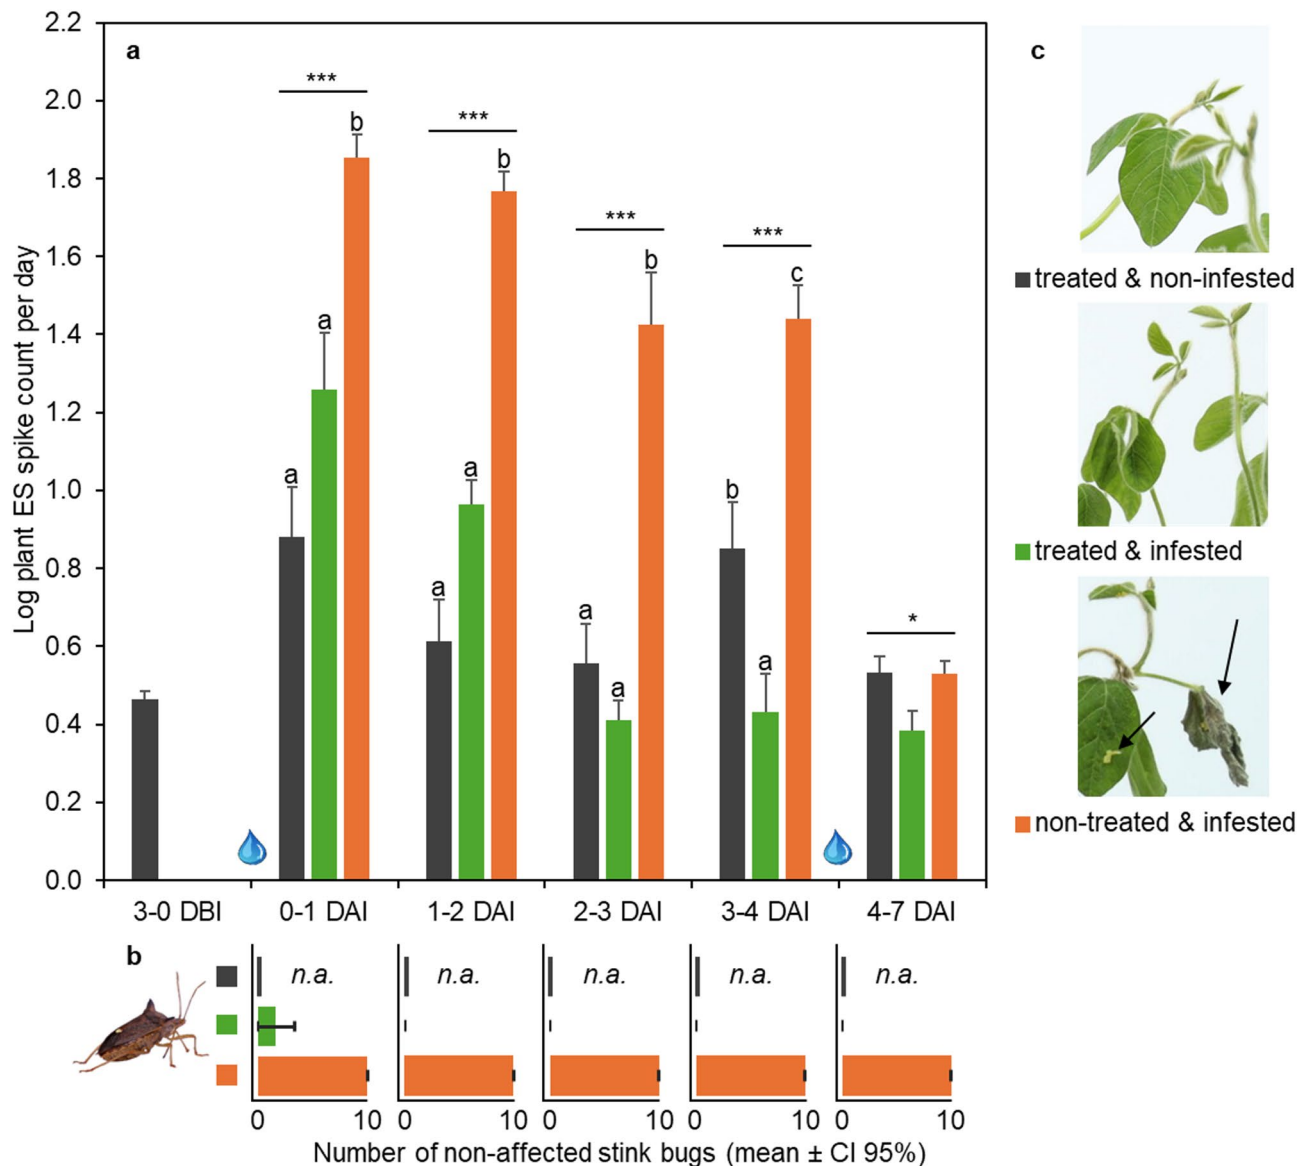 a
Log plant ES spike count per day
2.2
2.0
1.8
1.6
1.4
1.2
1.0
0.8
0.6
0.4
0.2
0.0
***
***
***
***
*
a
a
b
a
a
b
a
a
b
b
a
c
3-0 DBI
0-1 DAI
1-2 DAI
2-3 DAI
3-4 DAI
4-7 DAI
b
n.a.
n.a.
n.a.
n.a.
n.a.
0 10
0 10
0 10
0 10
0 10
Number of non-affected stink bugs (mean ± CI 95%)
c
treated & non-infested
treated & infested
non-treated & infested